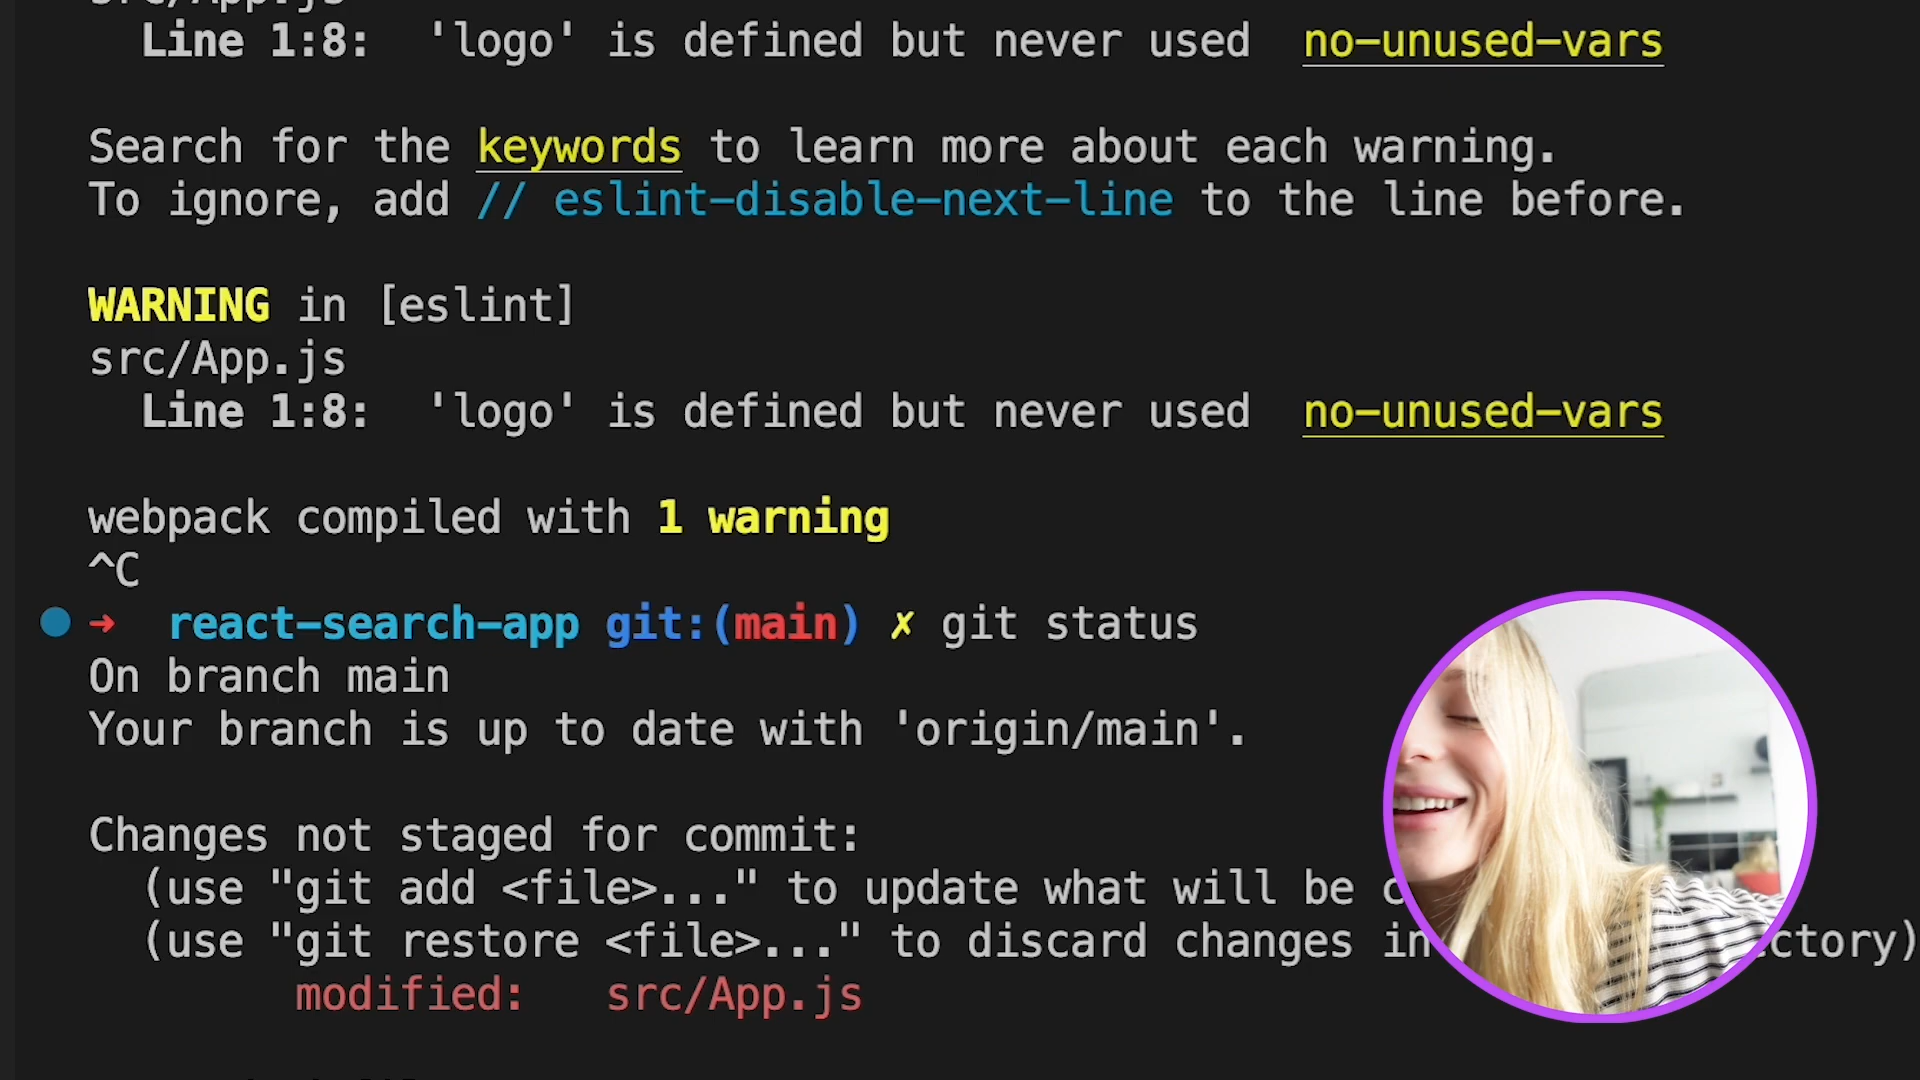 src/App.js
Line 1:8: 'logo' is defined but never used no-unused-vars
Search for the keywords to learn more about each warning.
To ignore, add // eslint-disable-next-line to the line before.
WARNING in [eslint]
src/App.js
Line 1:8: 'logo' is defined but never used no-unused-vars
webpack compiled with 1 warning
^C
➜ react-search-app git:(main) ✗ git status
On branch main
Your branch is up to date with 'origin/main'.
Changes not staged for commit:
(use "git add <file>..." to update what will be
(use "git restore <file>..." to discard changes in ctory)
modified: src/App.js